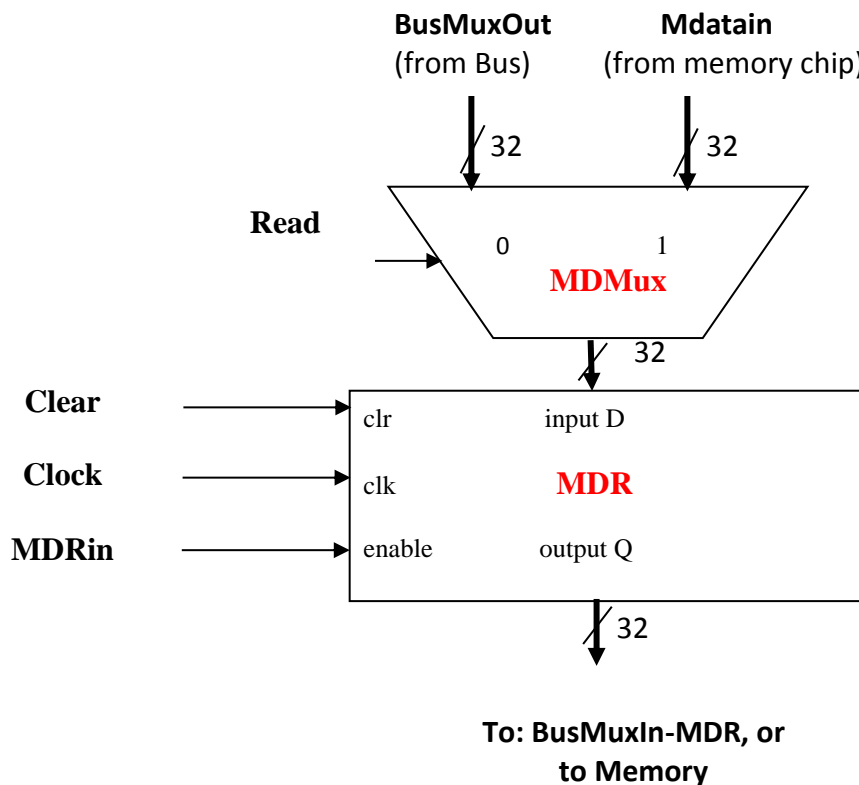 BusMuxOut Mdatain
(from Bus) (from memory chip)
32 32
Read
0 1
MDMux
32
Clear clr input D
Clock clk MDR
MDRin enable output Q
32
To: BusMuxIn-MDR, or
to Memory